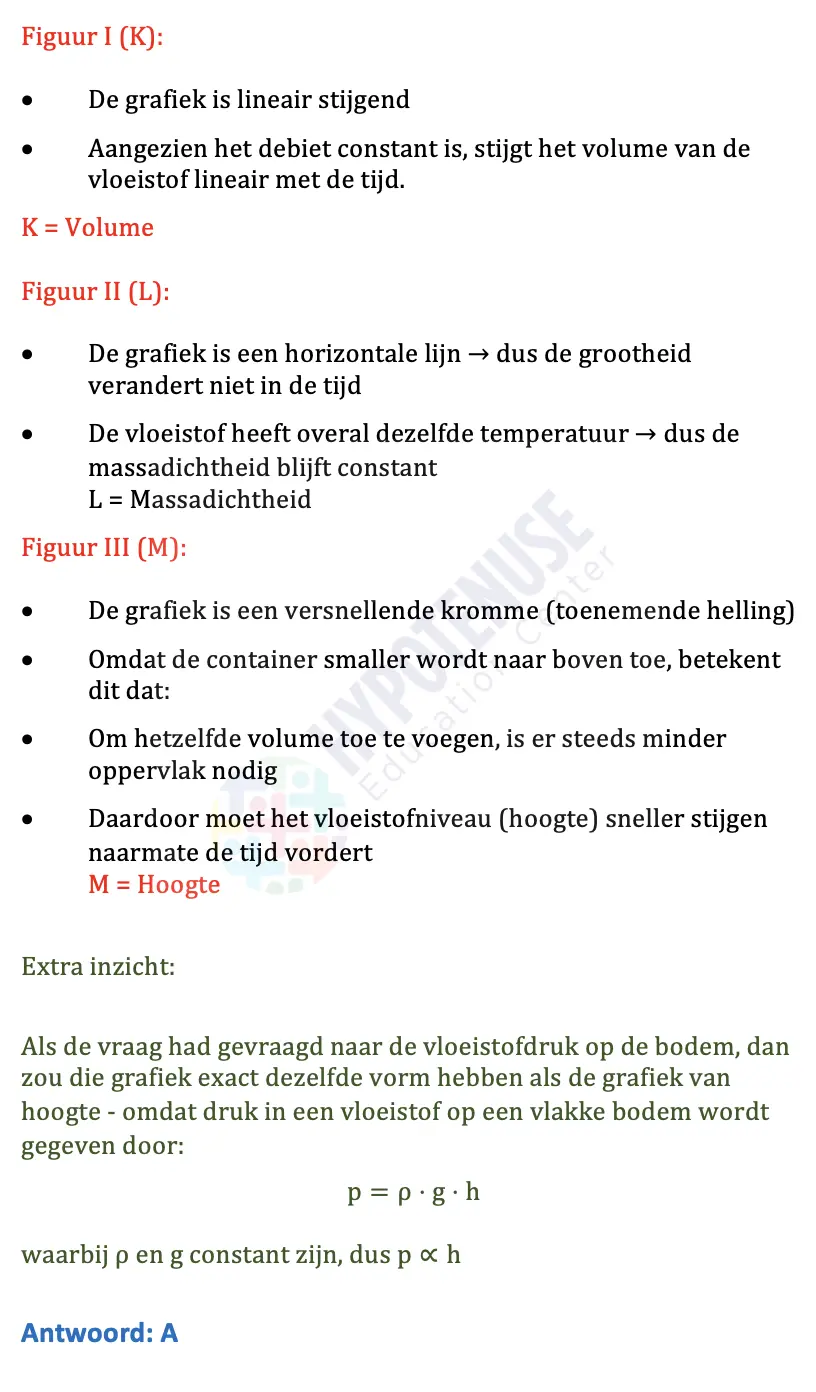 Figuur I (K):
• De grafiek is lineair stijgend
• Aangezien het debiet constant is, stijgt het volume van de
vloeistof lineair met de tijd.
K = Volume
Figuur II (L):
• De grafiek is een horizontale lijn → dus de grootheid
verandert niet in de tijd
• De vloeistof heeft overal dezelfde temperatuur → dus de
massadichtheid blijft constant
L = Massadichtheid
Figuur III (M):
• De grafiek is een versnellende kromme (toenemende helling)
• Omdat de container smaller wordt naar boven toe, betekent
dit dat:
• Om hetzelfde volume toe te voegen, is er steeds minder
oppervlak nodig
• Daardoor moet het vloeistofniveau (hoogte) sneller stijgen
naarmate de tijd vordert
M = Hoogte
Extra inzicht:
Als de vraag had gevraagd naar de vloeistofdruk op de bodem, dan
zou die grafiek exact dezelfde vorm hebben als de grafiek van
hoogte - omdat druk in een vloeistof op een vlakke bodem wordt
gegeven door:
p = ρ · g · h
waarbij ρ en g constant zijn, dus p ∝ h
Antwoord: A
HYPOTENUSE
Education Center